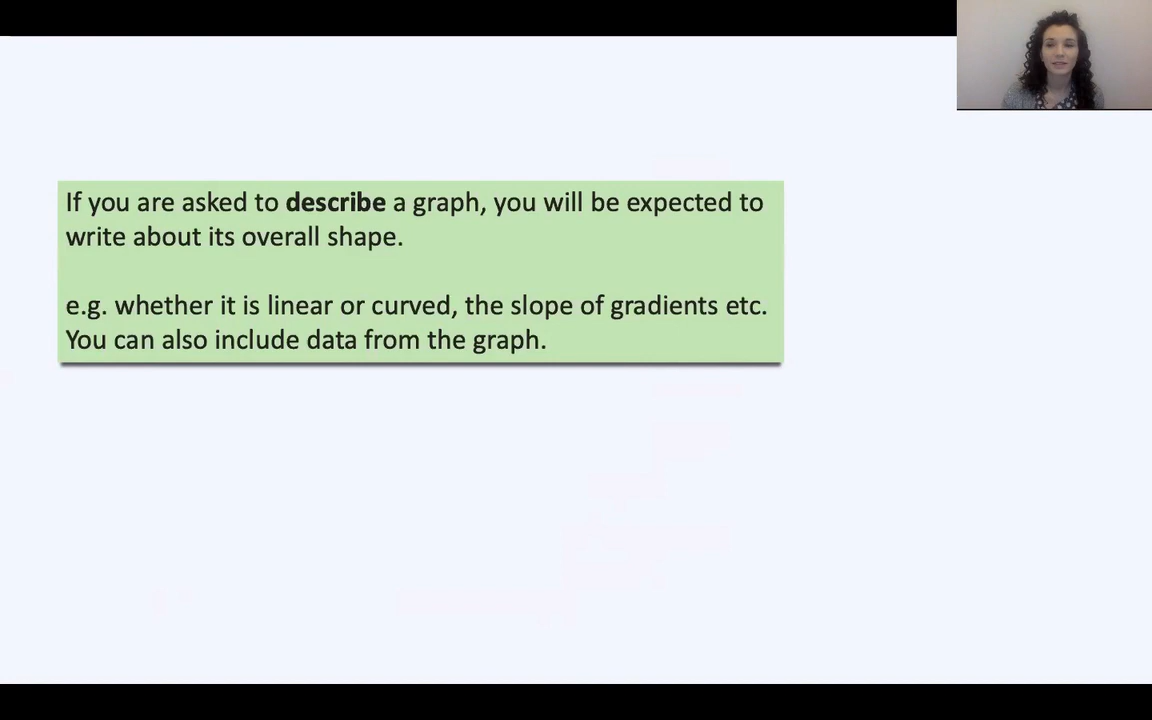 If you are asked to describe a graph, you will be expected to
write about its overall shape.
e.g. whether it is linear or curved, the slope of gradients etc.
You can also include data from the graph.